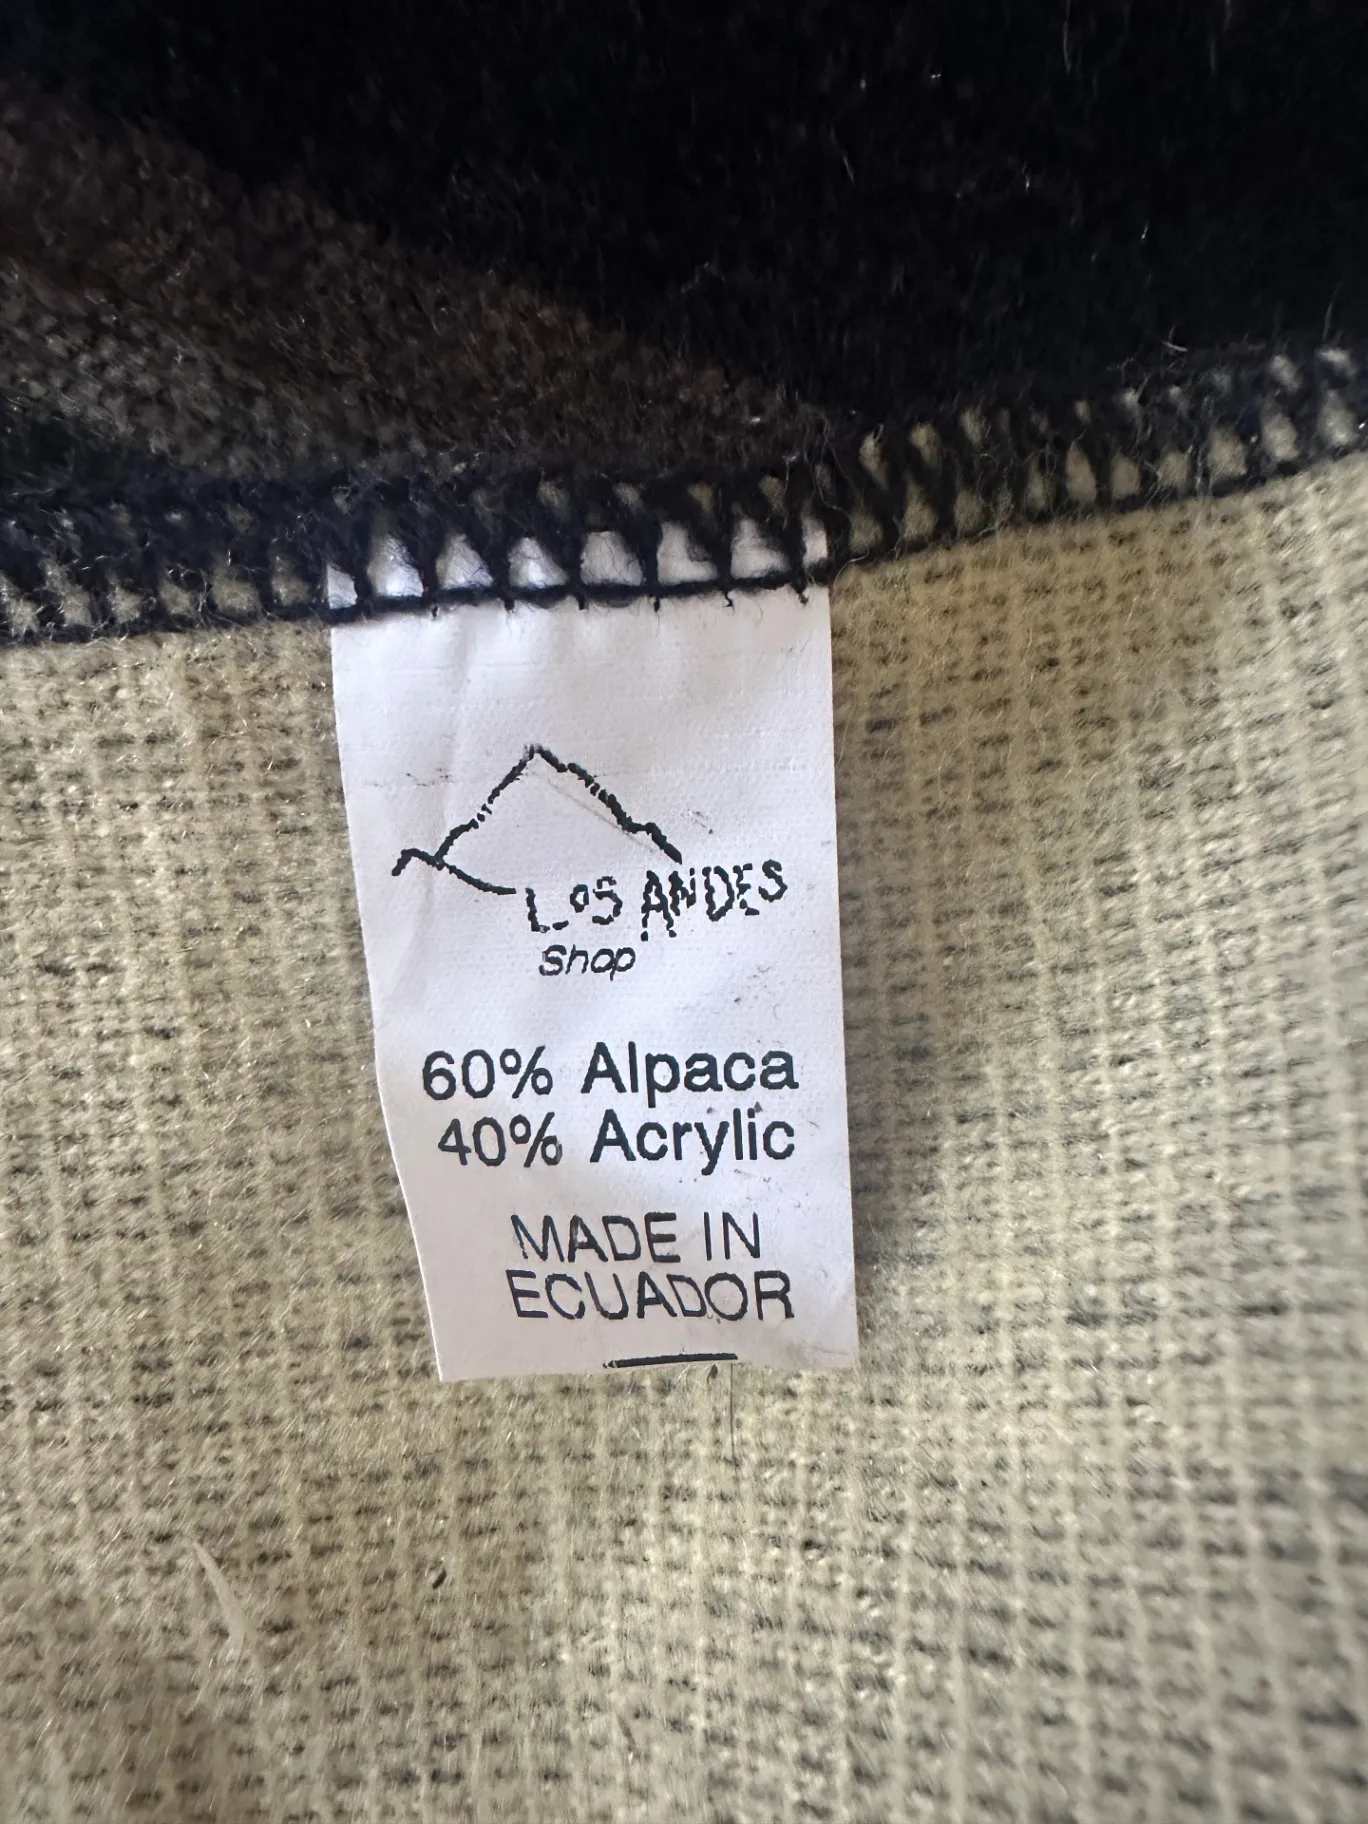 LOS ANDES
Shop
60% Alpaca
40% Acrylic
MADE IN
ECUADOR